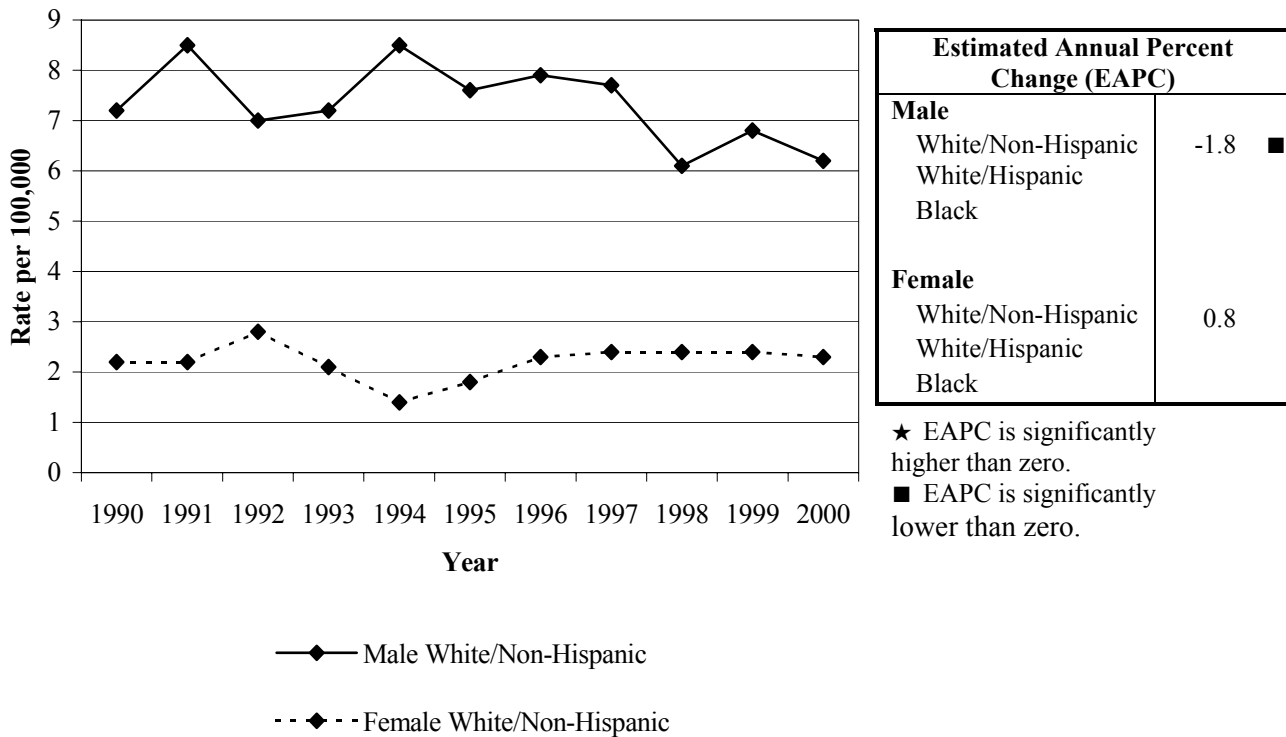 9
8
7
6
5
4
3
2
1
0
Rate per 100,000
1990 1991 1992 1993 1994 1995 1996 1997 1998 1999 2000
Year
Male White/Non-Hispanic
Female White/Non-Hispanic
Estimated Annual Percent
Change (EAPC)
Male
White/Non-Hispanic -1.8 ■
White/Hispanic
Black
Female
White/Non-Hispanic 0.8
White/Hispanic
Black
★ EAPC is significantly
higher than zero.
■ EAPC is significantly
lower than zero.